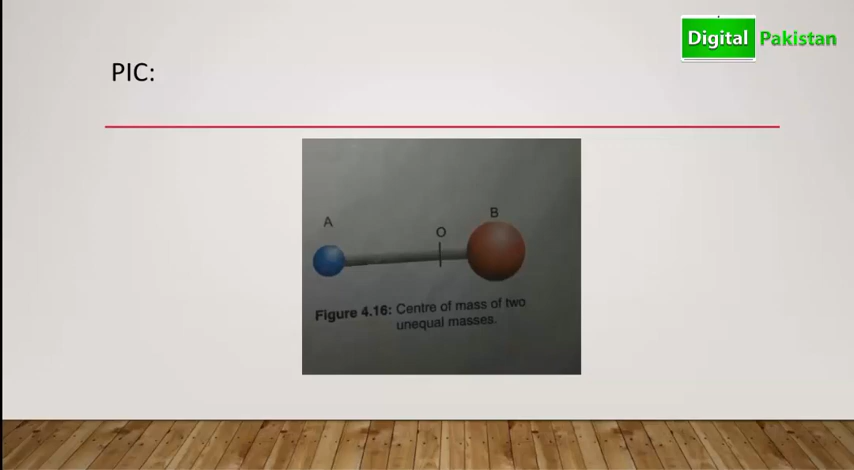 Digital Pakistan
PIC:
A
B
O
Figure 4.16: Centre of mass of two
unequal masses.